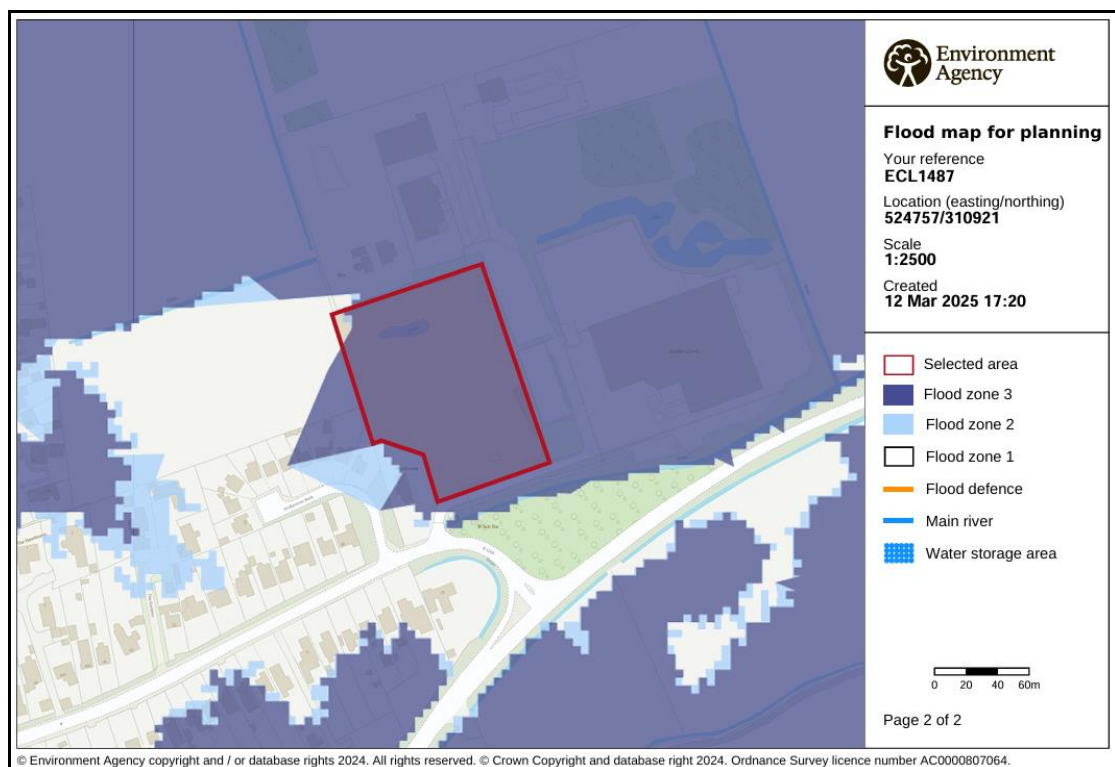 Environment
Agency
Flood map for planning
Your reference
ECL1487
Location (easting/northing)
524757/310921
Scale
1:2500
Created
12 Mar 2025 17:20
Selected area
Flood zone 3
Flood zone 2
Flood zone 1
Flood defence
Main river
Water storage area
0 20 40 60m
Page 2 of 2
© Environment Agency copyright and / or database rights 2024. All rights reserved. © Crown Copyright and database right 2024. Ordnance Survey licence number AC0000807064.